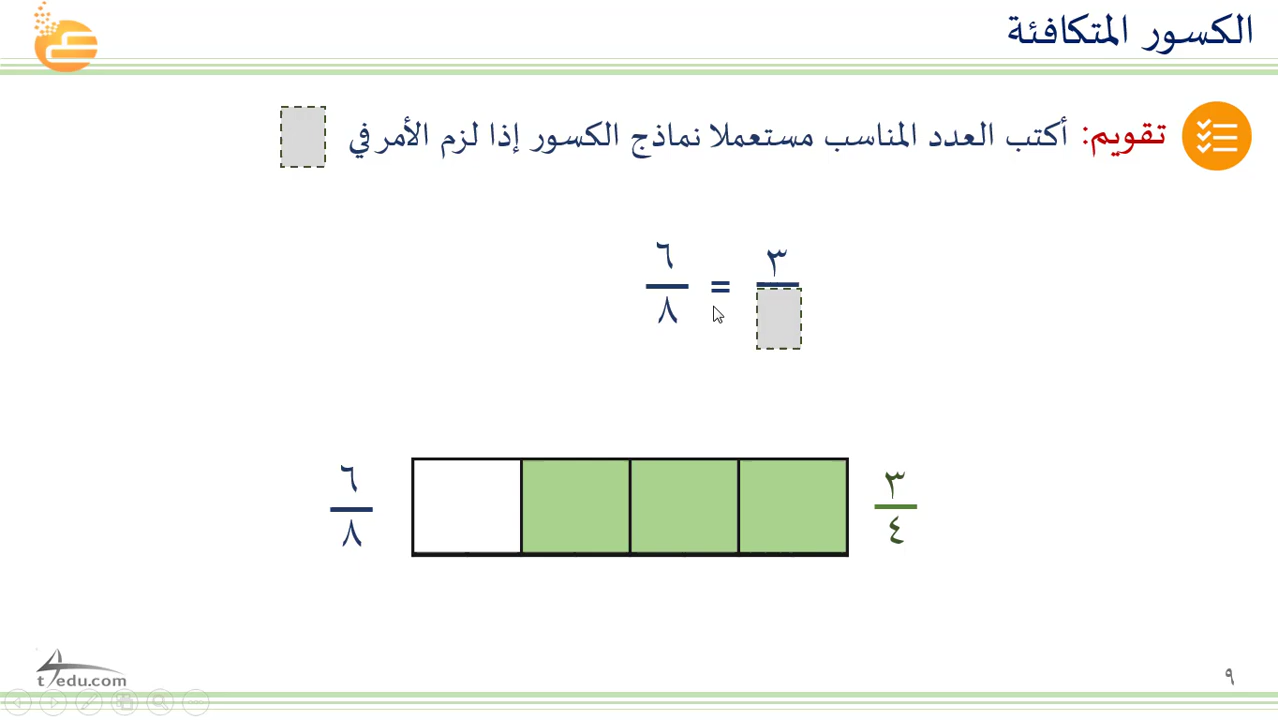 الكسور المتكافئة
تقويم: أكتب العدد المناسب مستعملا نماذج الكسور إذا لزم الأمر في
٣ = ٦
٨
٣
٤
٦
٨
t4edu.com
٩